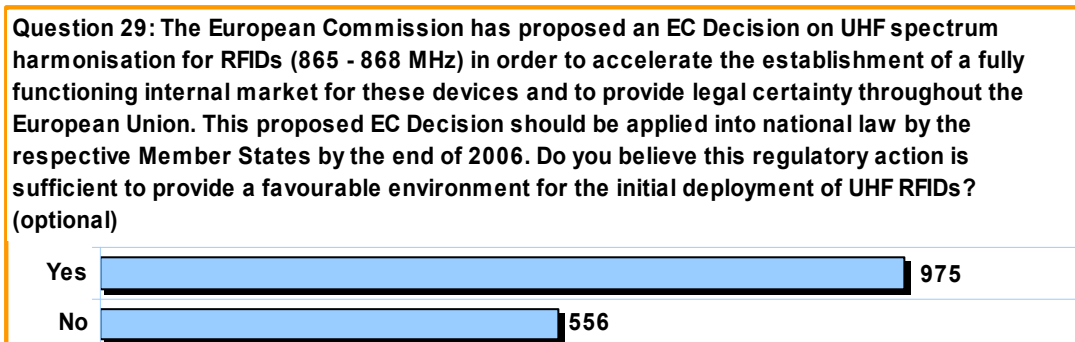 Question 29: The European Commission has proposed an EC Decision on UHF spectrum
harmonisation for RFIDs (865 - 868 MHz) in order to accelerate the establishment of a fully
functioning internal market for these devices and to provide legal certainty throughout the
European Union. This proposed EC Decision should be applied into national law by the
respective Member States by the end of 2006. Do you believe this regulatory action is
sufficient to provide a favourable environment for the initial deployment of UHF RFIDs?
(optional)
Yes 975
No 556